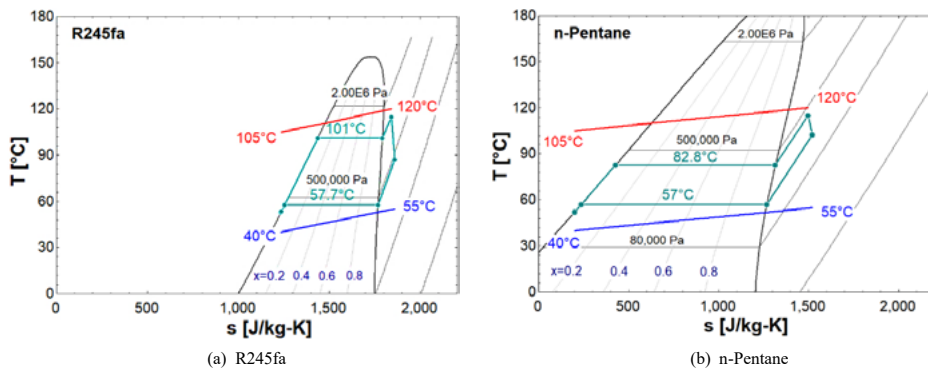 R245fa
180
150
120
90
60
30
0
T [°C]
2.00E6 Pa
120°C
105°C
101°C
500,000 Pa
57.7°C
55°C
40°C
x=0.2 0.4 0.6 0.8
0 500 1,000 1,500 2,000
s [J/kg-K]
(a) R245fa
n-Pentane
180
150
120
90
60
30
0
T [°C]
2.00E6 Pa
120°C
105°C
500,000 Pa
82.8°C
57°C
55°C
40°C
80,000 Pa
x=0.2 0.4 0.6 0.8
0 500 1,000 1,500 2,000
s [J/kg-K]
(b) n-Pentane